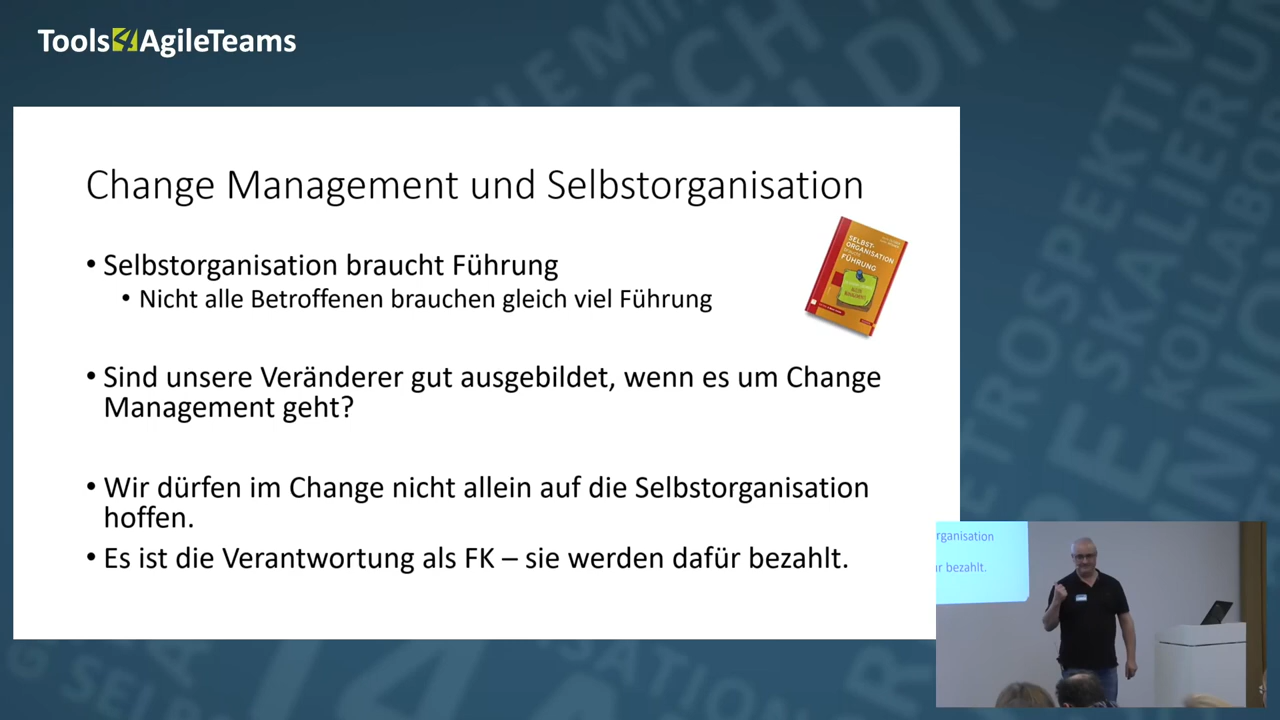 Tools4AgileTeams
Change Management und Selbstorganisation
• Selbstorganisation braucht Führung
• Nicht alle Betroffenen brauchen gleich viel Führung
SELBST-
ORGANISATION
FÜHRUNG
• Sind unsere Veränderer gut ausgebildet, wenn es um Change
Management geht?
• Wir dürfen im Change nicht allein auf die Selbstorganisation
hoffen.
• Es ist die Verantwortung als FK – sie werden dafür bezahlt.
rganisation
r bezahlt.